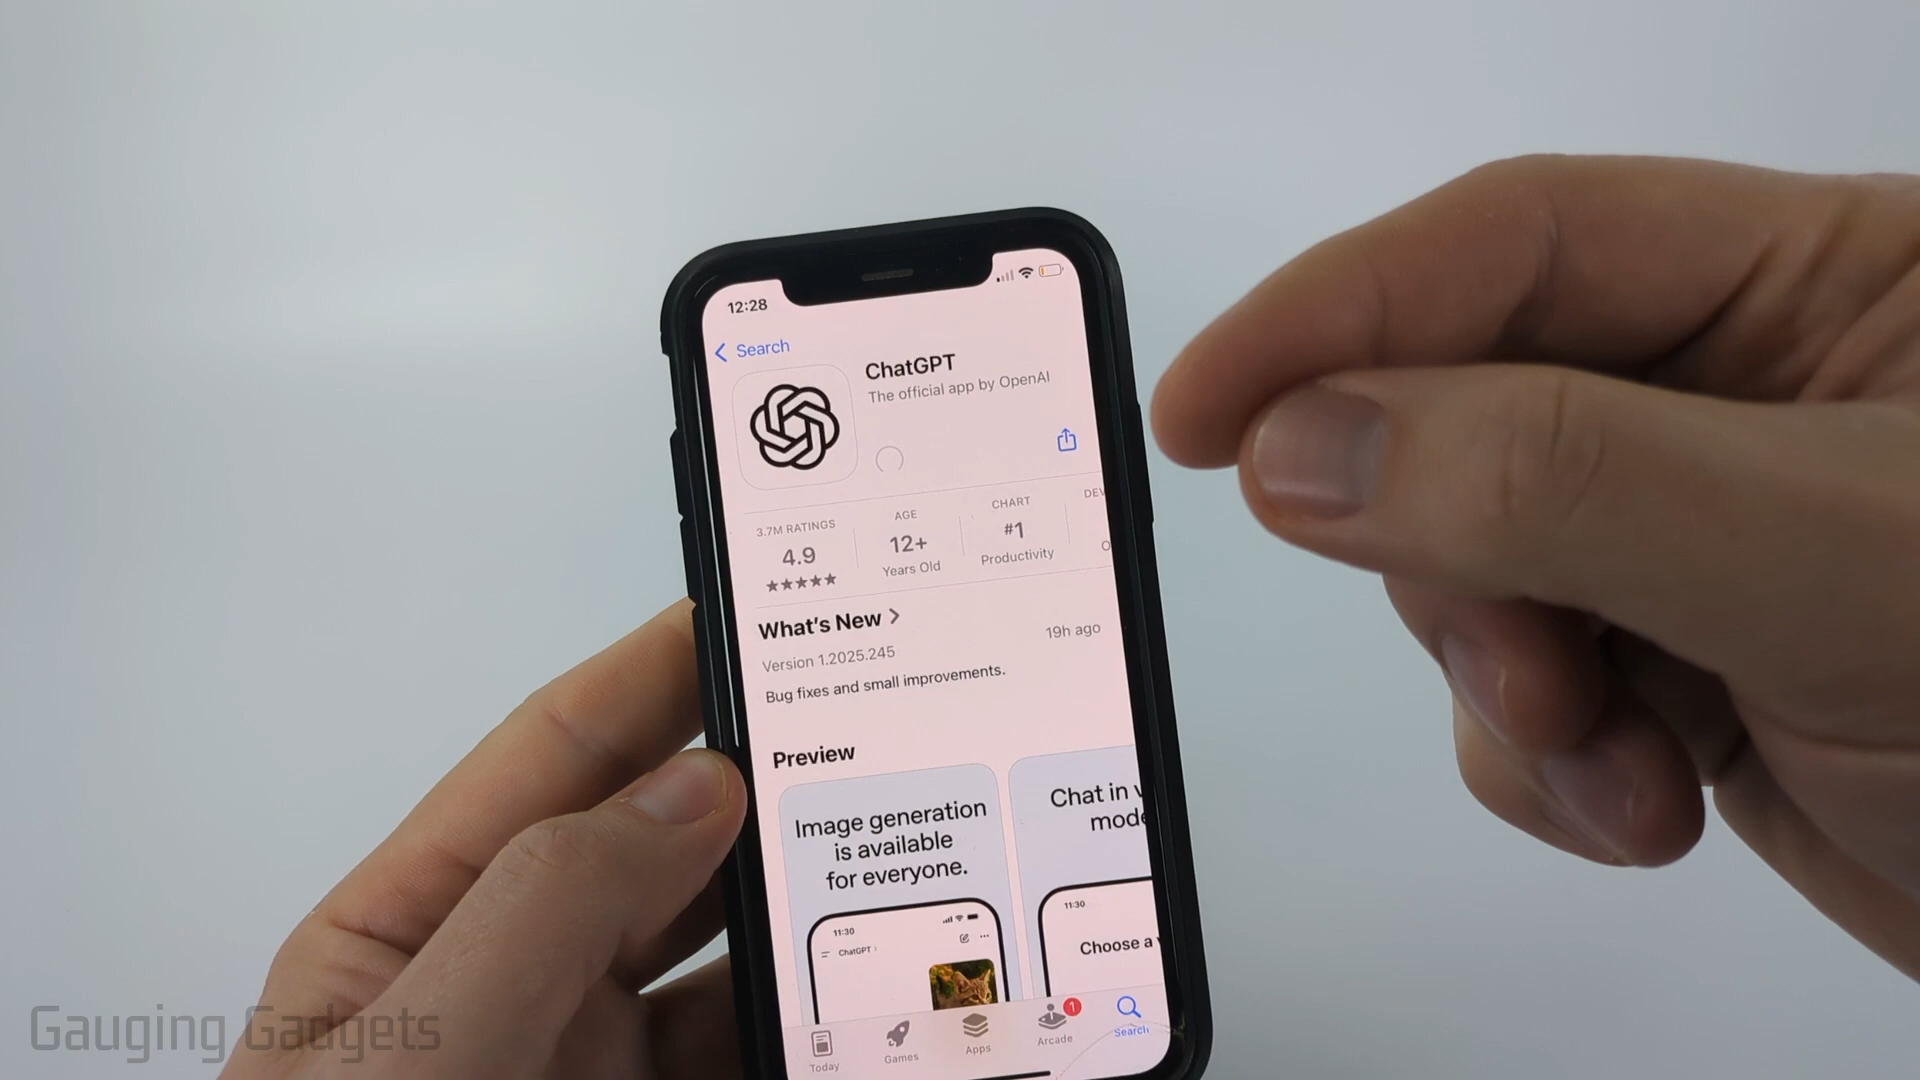 12:28
Search
ChatGPT
The official app by OpenAI
3.7M RATINGS
4.9
★★★★★
AGE
12+
Years Old
CHART
#1
Productivity
DEV
O
What's New >
19h ago
Version 1.2025.245
Bug fixes and small improvements.
Preview
Image generation
is available
for everyone.
11:30
ChatGPT
Chat in
mode
11:30
Choose a
Today
Games
Apps
Arcade
1
Search
Gauging Gadgets